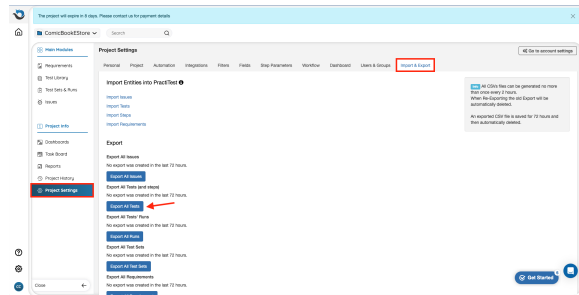 The project will expire in 8 days. Please contact us for payment details
ComicBookEStore
Search
Main Modules
Requirements
Test Library
Test Sets & Runs
Issues
Project Info
Dashboards
Task Board
Reports
Project History
Project Settings
Close
Project Settings
Go to account settings
Personal Project Automation Integrations Filters Fields Step Parameters Workflow Dashboard Users & Groups Import & Export
Import Entities into PractiTest
Import Issues
Import Tests
Import Steps
Import Requirements
Export
Export All Issues
No export was created in the last 72 hours.
Export All Issues
Export All Tests (and steps)
No export was created in the last 72 hours.
Export All Tests
Export All Tests' Runs
No export was created in the last 72 hours.
Export All Runs
Export All Test Sets
No export was created in the last 72 hours.
Export All Test Sets
Export All Requirements
No export was created in the last 72 hours.
All CSVs files can be generated no more
than once every 2 hours.
When Re-Exporting the old Export will be
automatically deleted.
An exported CSV file is saved for 72 hours and
then automatically deleted.
Get Started